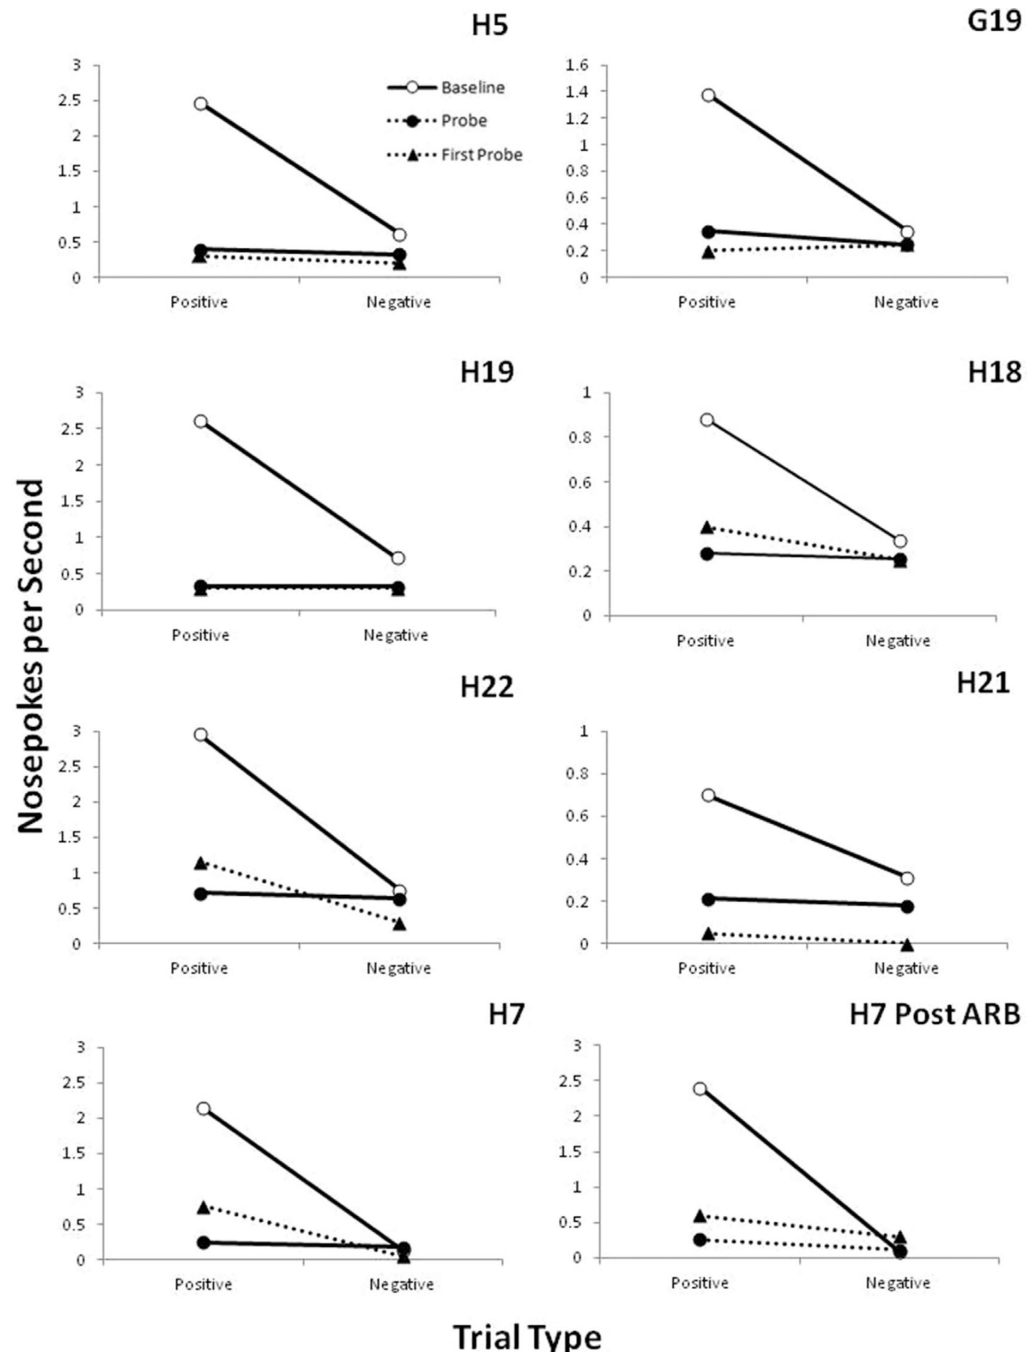 H5
G19
3
2.5
2
1.5
1
0.5
0
Positive
Negative
Baseline
Probe
First Probe
1.6
1.4
1.2
1
0.8
0.6
0.4
0.2
0
Positive
Negative
H19
H18
3
2.5
2
1.5
1
0.5
0
Positive
Negative
1
0.8
0.6
0.4
0.2
0
Positive
Negative
Nosepokes per Second
H22
H21
3
2.5
2
1.5
1
0.5
0
Positive
Negative
1
0.8
0.6
0.4
0.2
0
Positive
Negative
H7
H7 Post ARB
3
2.5
2
1.5
1
0.5
0
Positive
Negative
3
2.5
2
1.5
1
0.5
0
Positive
Negative
Trial Type